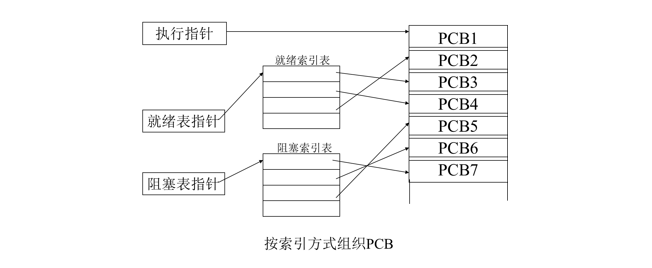 执行指针
就绪索引表
就绪表指针
阻塞索引表
阻塞表指针
PCB1
PCB2
PCB3
PCB4
PCB5
PCB6
PCB7
按索引方式组织PCB